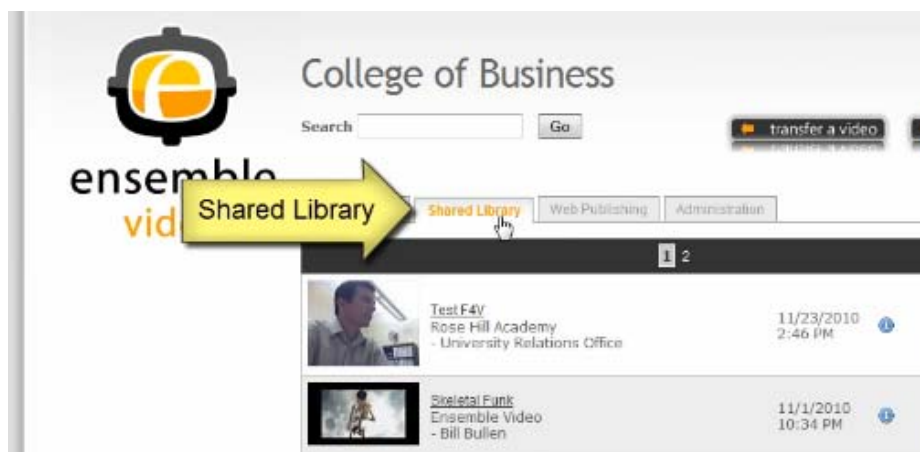 College of Business
Search
Go
transfer a video
ensemble
vid
Shared Library
Shared Library
Web Publishing
Administration
1 2
Test F4V
Rose Hill Academy
- University Relations Office
11/23/2010
2:46 PM
Skeletal Funk
Ensemble Video
- Bill Bullen
11/1/2010
10:34 PM